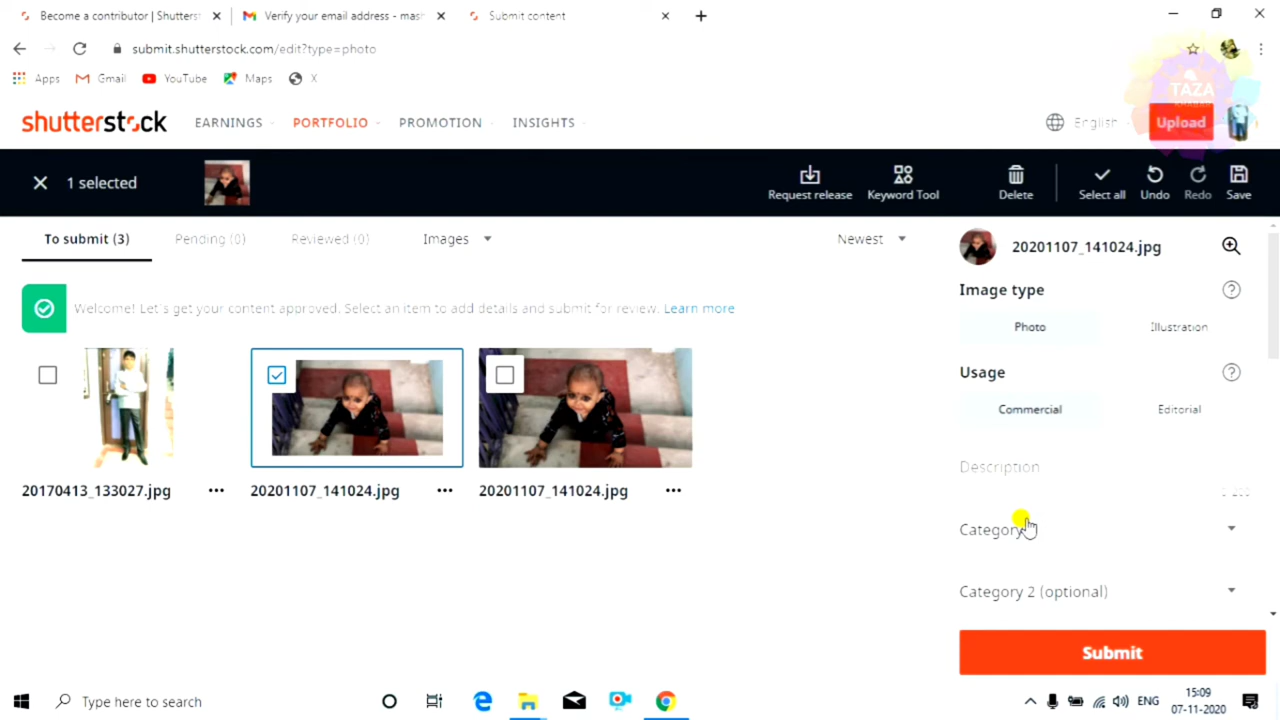 Become a contributor | Shutterst
Verify your email address - mash
Submit content
submit.shutterstock.com/edit?type=photo
Apps
Gmail
YouTube
Maps
X
TAZA
KHABAR
shutterstock
EARNINGS
PORTFOLIO
PROMOTION
INSIGHTS
English
Upload
1 selected
Request release
Keyword Tool
Delete
Select all
Undo
Redo
Save
To submit (3)
Pending (0)
Reviewed (0)
Images
Newest
20201107_141024.jpg
Welcome! Let's get your content approved. Select an item to add details and submit for review. Learn more
Image type
Photo
Illustration
Usage
Commercial
Editorial
Description
20170413_133027.jpg
20201107_141024.jpg
20201107_141024.jpg
Category
Category 2 (optional)
Submit
Type here to search
ENG
15:09
07-11-2020